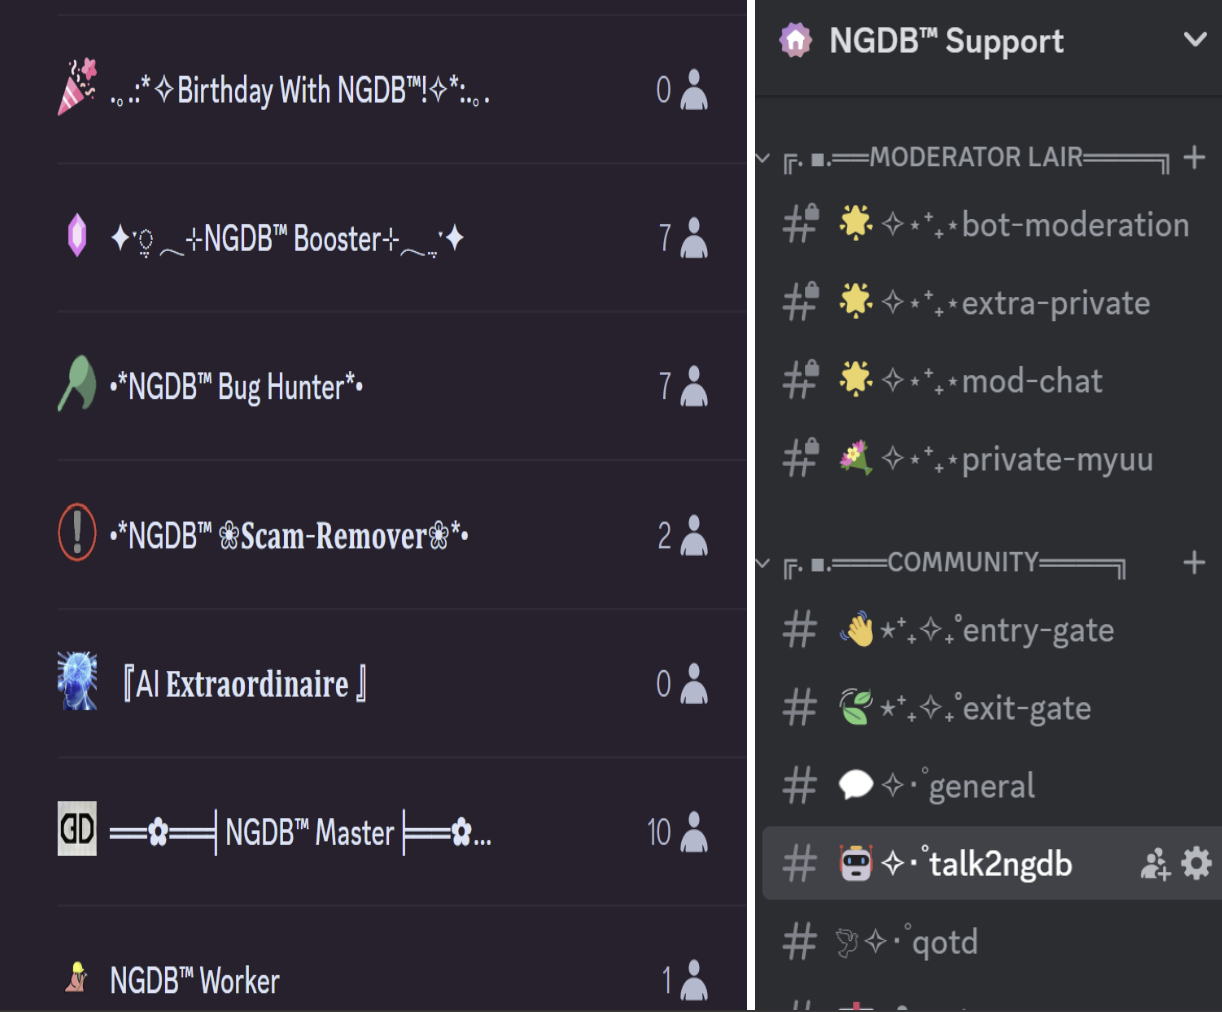 .｡.:*✧Birthday With NGDB™!✧*:.｡.
0
✦·̩̩̥͙⁔⊹NGDB™ Booster⊹⁔·✦
7
•*NGDB™ Bug Hunter*•
7
•*NGDB™ ❀𝐒𝐜𝐚𝐦-𝐑𝐞𝐦𝐨𝐯𝐞𝐫❀*•
2
『AI 𝐄𝐱𝐭𝐫𝐚𝐨𝐫𝐝𝐢𝐧𝐚𝐢𝐫𝐞 』
0
══✿══╡NGDB™ Master╞══✿...
10
NGDB™ Worker
1
NGDB™ Support
╔. ■.══MODERATOR LAIR════╗
✧⋆⁺₊⋆bot-moderation
✧⋆⁺₊⋆extra-private
✧⋆⁺₊⋆mod-chat
✧⋆⁺₊⋆private-myuu
╔. ■.═══COMMUNITY════╗
⋆⁺₊✧₊˚entry-gate
⋆⁺₊✧₊˚exit-gate
✧･ﾟgeneral
✧･ﾟtalk2ngdb
✧･ﾟqotd